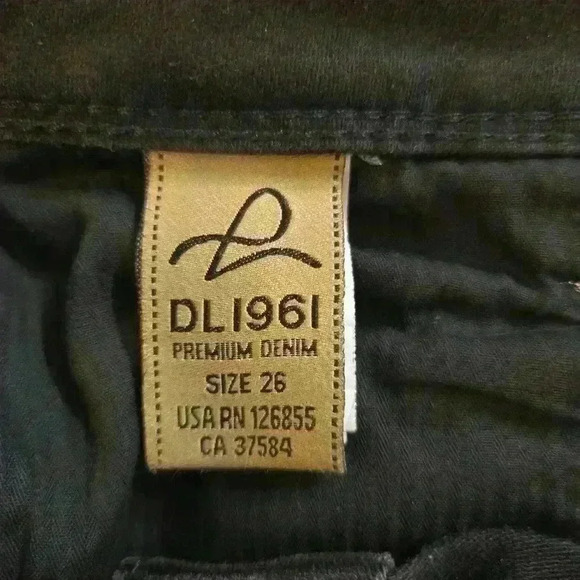 DL1961
PREMIUM DENIM
SIZE 26
USA RN 126855
CA 37584